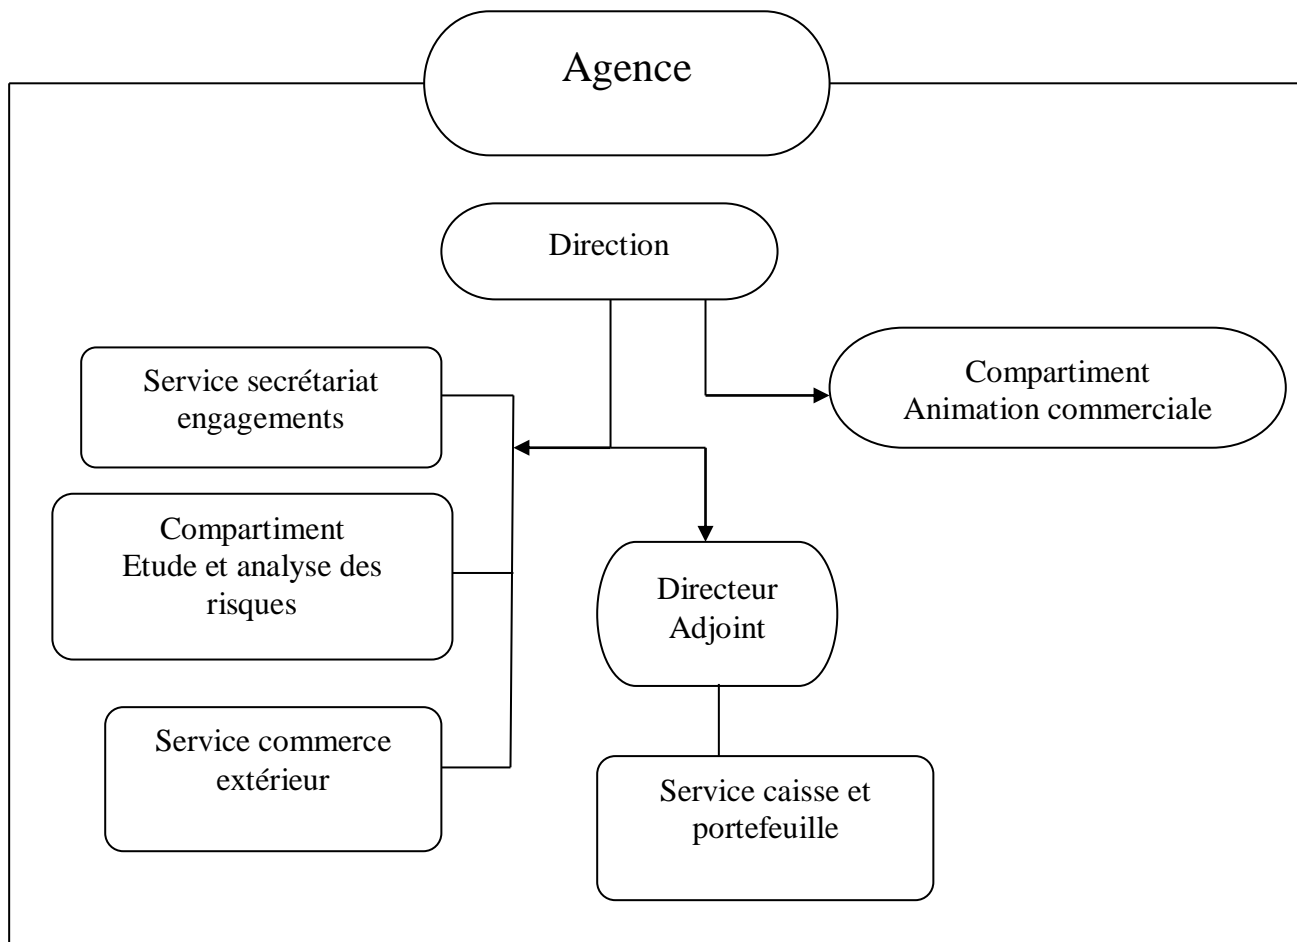 Agence
Direction
Service secrétariat
engagements
Compartiment
Animation commerciale
Compartiment
Etude et analyse des
risques
Directeur
Adjoint
Service commerce
extérieur
Service caisse et
portefeuille